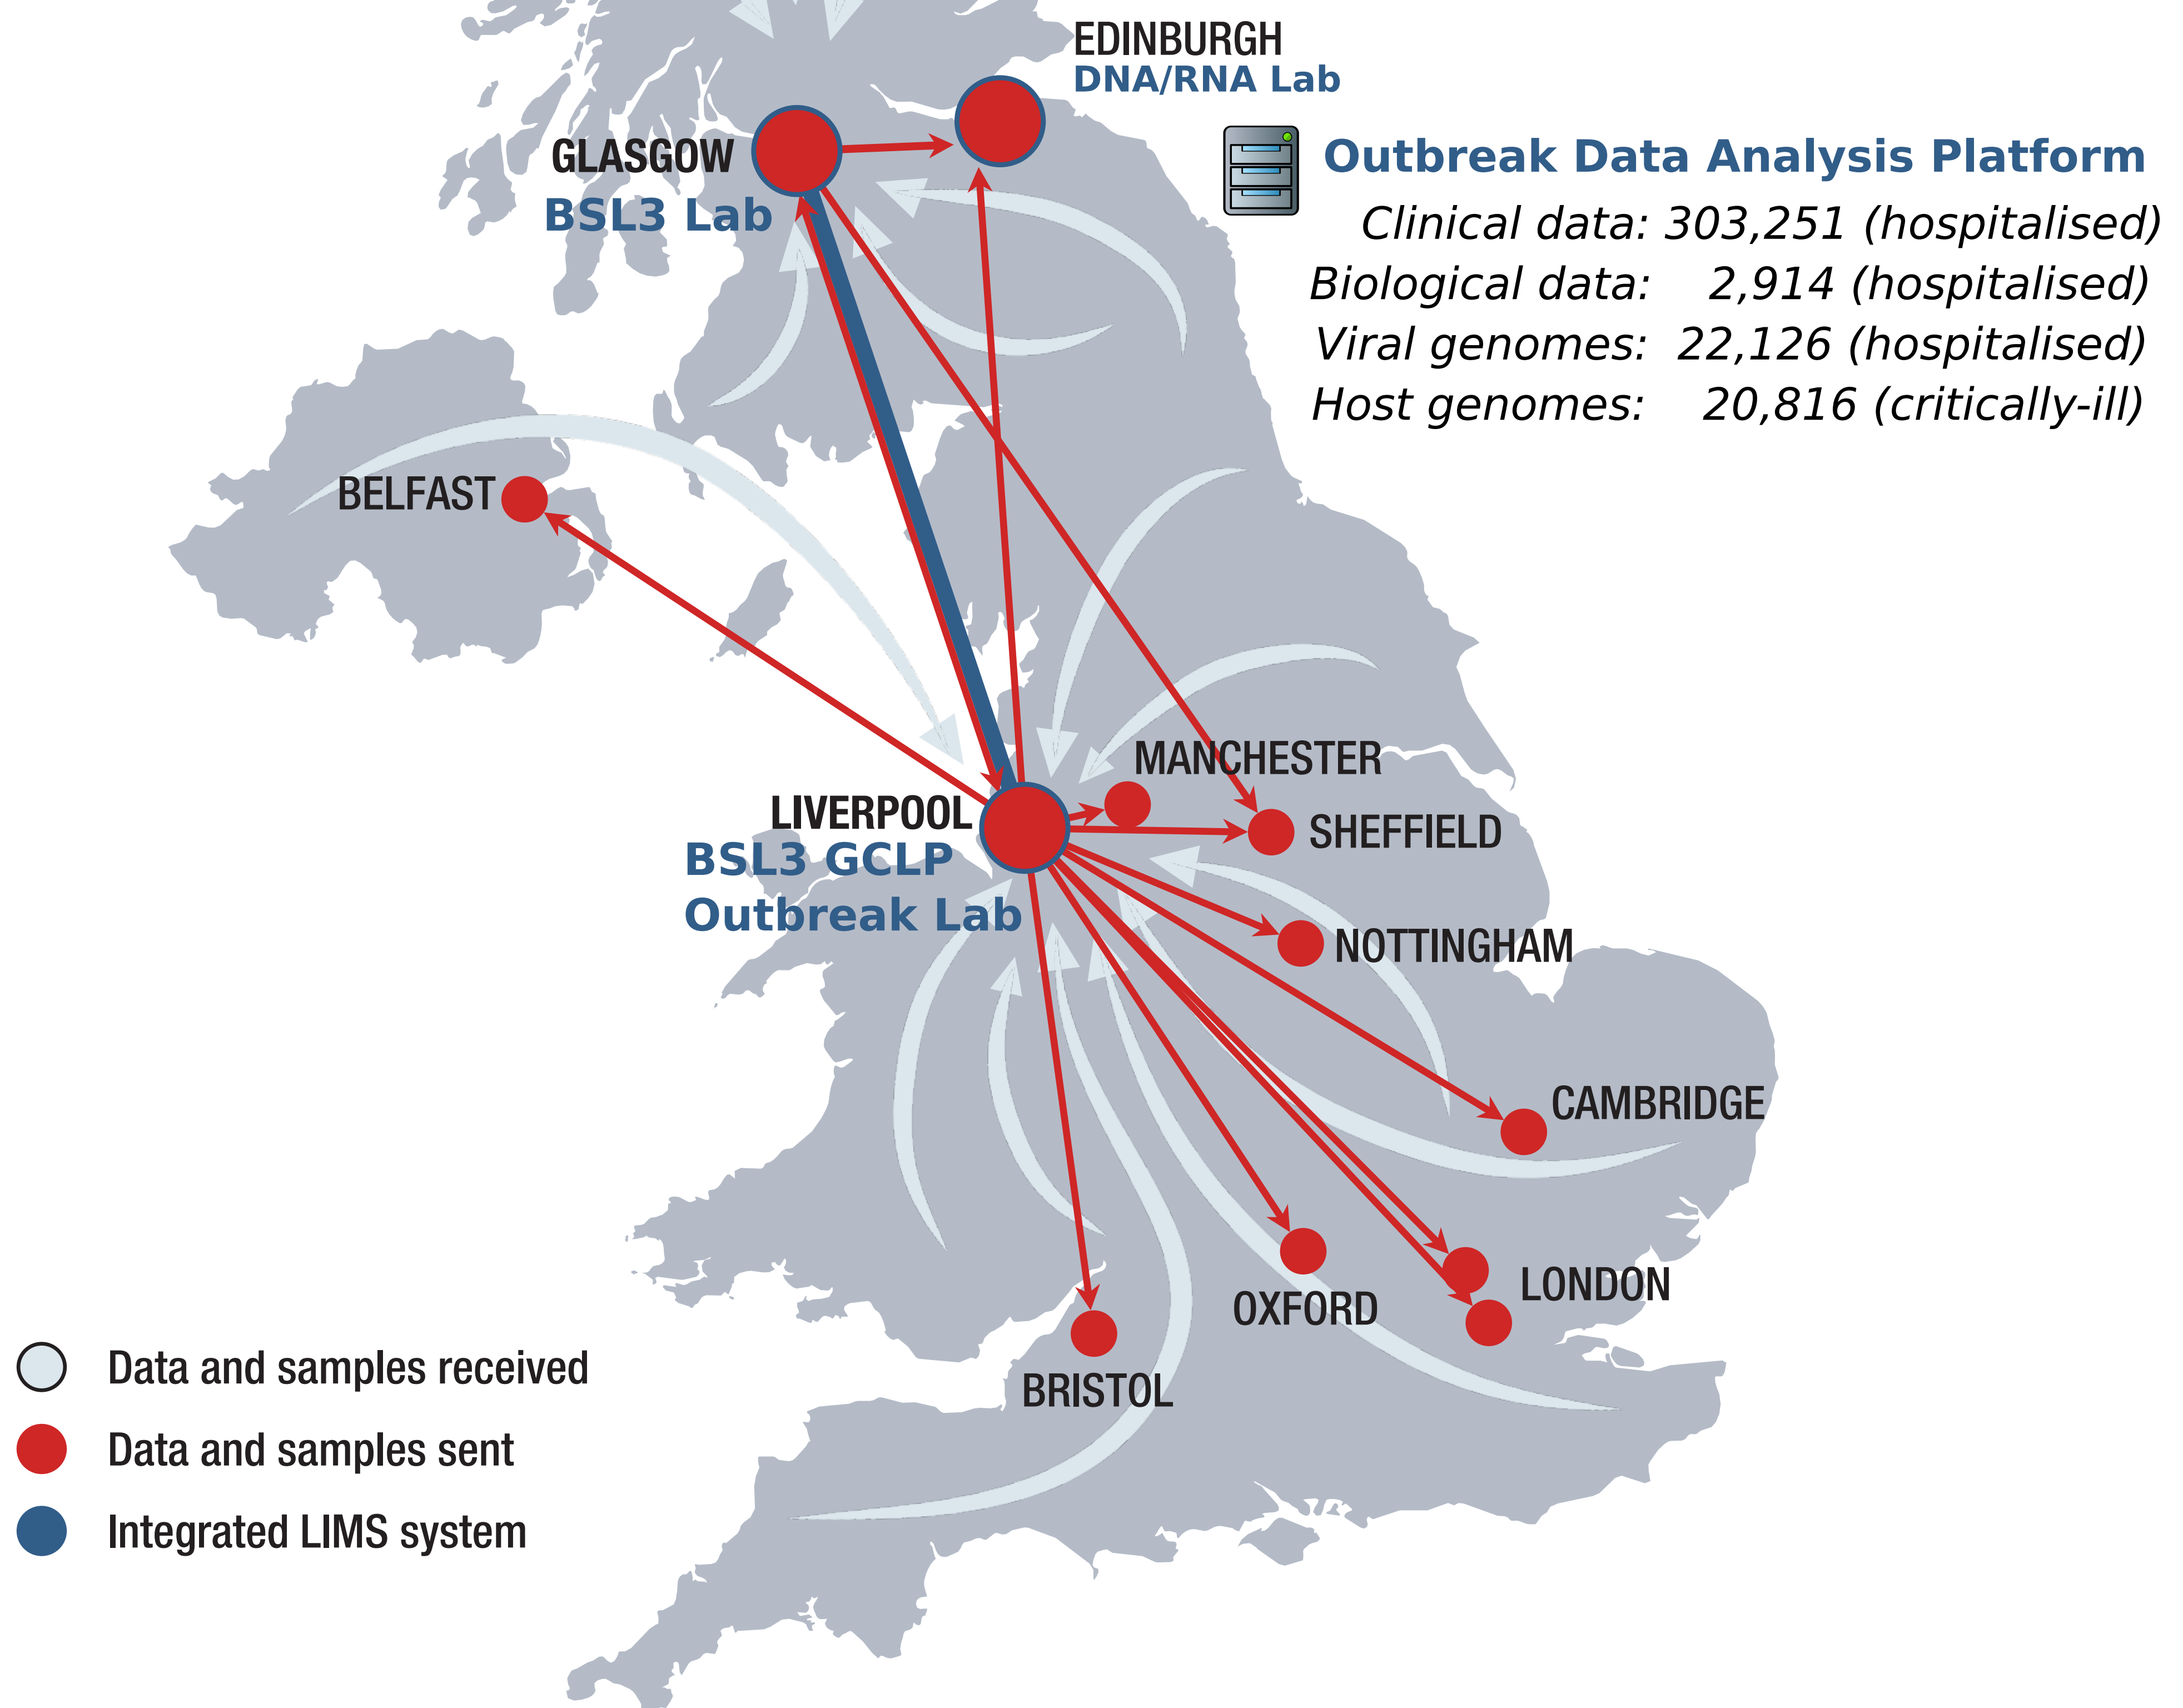 EDINBURGH
DNA/RNA Lab
GLASGOW
BSL3 Lab
Outbreak Data Analysis Platform
Clinical data: 303,251 (hospitalised)
Biological data: 2,914 (hospitalised)
Viral genomes: 22,126 (hospitalised)
Host genomes: 20,816 (critically-ill)
BELFAST
MANCHESTER
LIVERPOOL
BSL3 GCLP
Outbreak Lab
SHEFFIELD
NOTTINGHAM
CAMBRIDGE
LONDON
OXFORD
BRISTOL
Data and samples received
Data and samples sent
Integrated LIMS system